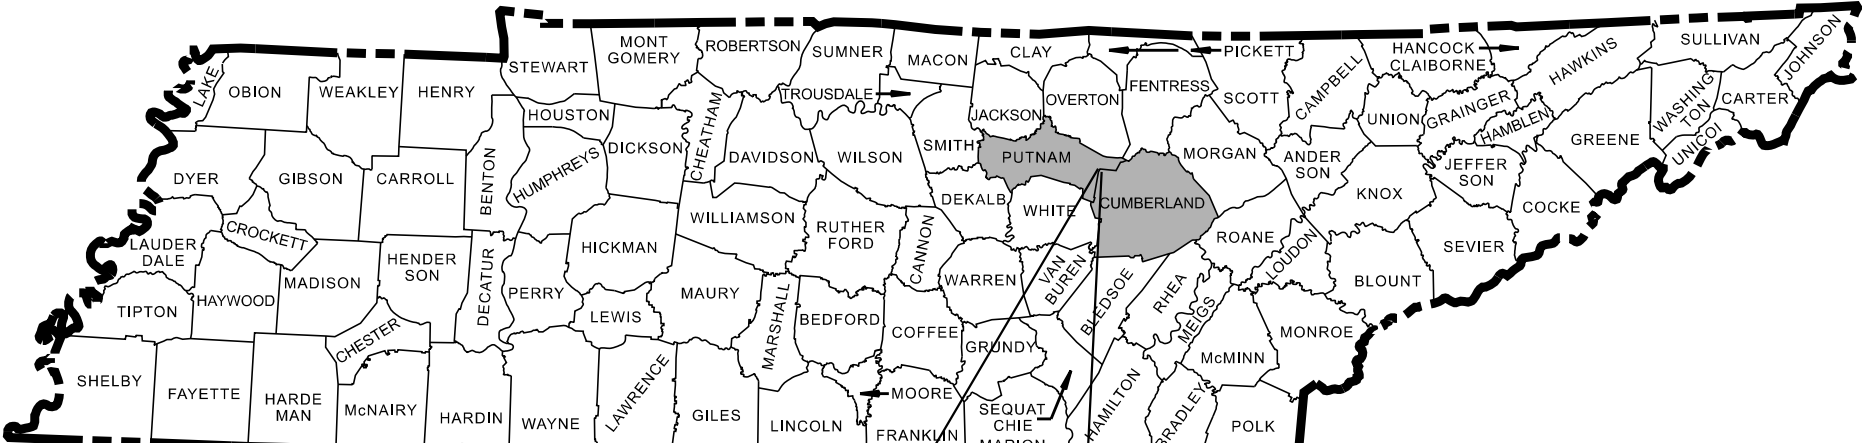 MONT
GOMERY
ROBERTSON
SUMNER
MACON
CLAY
PICKETT
HANCOCK
CLAIBORNE
HAWKINS
SULLIVAN
JOHNSON
STEWART
LAKE
OBION
WEAKLEY
HENRY
HOUSTON
CHEATHAM
TROUSDALE
JACKSON
OVERTON
FENTRESS
SCOTT
CAMPBELL
UNION
GRAINGER
HAMBLEN
GREENE
WASHING
TON
CARTER
UNICOI
DYER
GIBSON
CARROLL
BENTON
HUMPHREYS
DICKSON
DAVIDSON
WILSON
SMITH
PUTNAM
MORGAN
ANDER
SON
KNOX
JEFFER
SON
COCKE
LAUDER
DALE
CROCKETT
WILLIAMSON
RUTHER
FORD
CANNON
DEKALB
WHITE
CUMBERLAND
ROANE
LOUDON
SEVIER
HENDER
SON
DECATUR
HICKMAN
TIPTON
HAYWOOD
MADISON
PERRY
LEWIS
MAURY
MARSHALL
BEDFORD
COFFEE
WARREN
VAN
BUREN
BLEDSOE
RHEA
MEIGS
BLOUNT
MONROE
CHESTER
GRUNDY
McMINN
SHELBY
FAYETTE
HARDE
MAN
McNAIRY
HARDIN
WAYNE
LAWRENCE
GILES
LINCOLN
MOORE
FRANKLIN
SEQUAT
CHIE
MARION
HAMILTON
BRADLEY
POLK